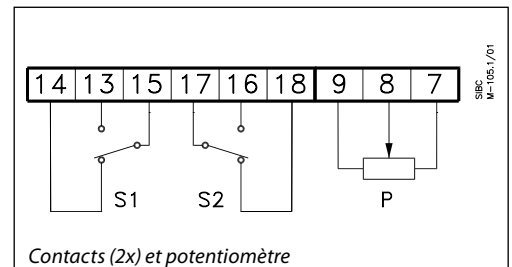 14 13 15 17 16 18 9 8 7
SIBC
M-105.1/01
S1 S2 P
Contacts (2x) et potentiomètre